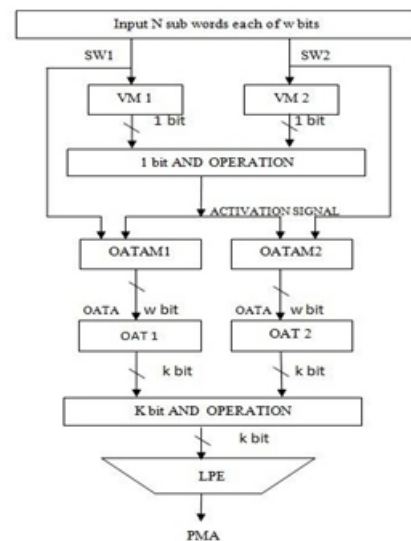 Input N sub words each of w bits
SW1 SW2
VM 1 VM 2
1 bit 1 bit
1 bit AND OPERATION
ACTIVATION SIGNAL
OATAM1 OATAM2
OATA w bit OATA w bit
OAT 1 OAT 2
k bit k bit
K bit AND OPERATION
k bit
LPE
PMA